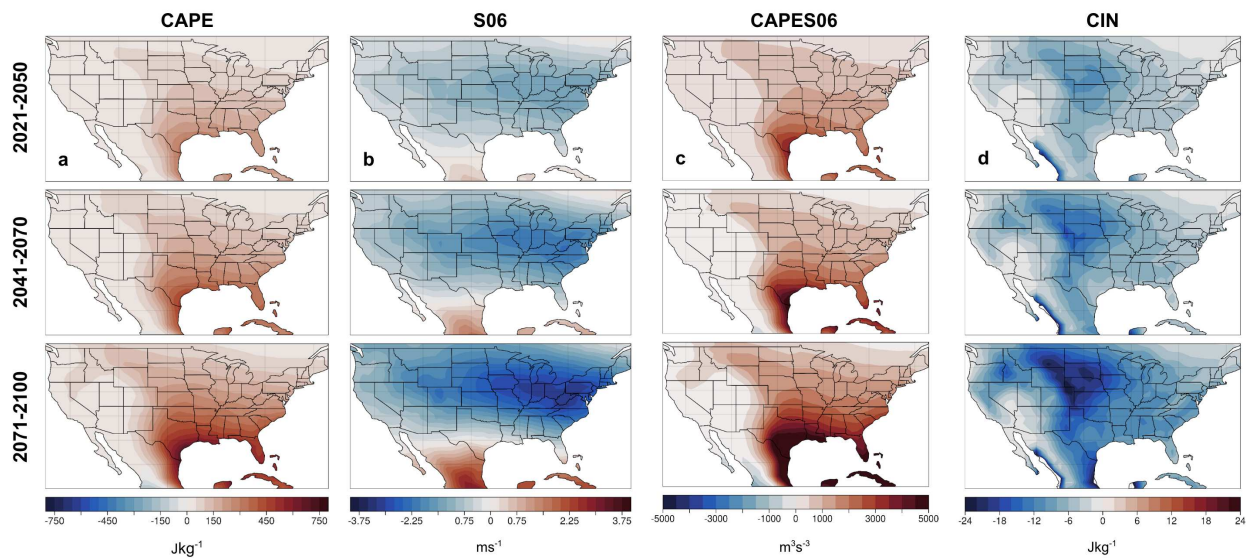 CAPE S06 CAPES06 CIN
2021-2050
a b c d
2041-2070
2071-2100
-750 -450 -150 0 150 450 750
-3.75 -2.25 0.75 0.75 2.25 3.75
-5000 -3000 -1000 0 1000 3000 5000
-24 -18 -12 -6 0 6 12 18 24
Jkg⁻¹ ms⁻¹ m³s⁻³ Jkg⁻¹